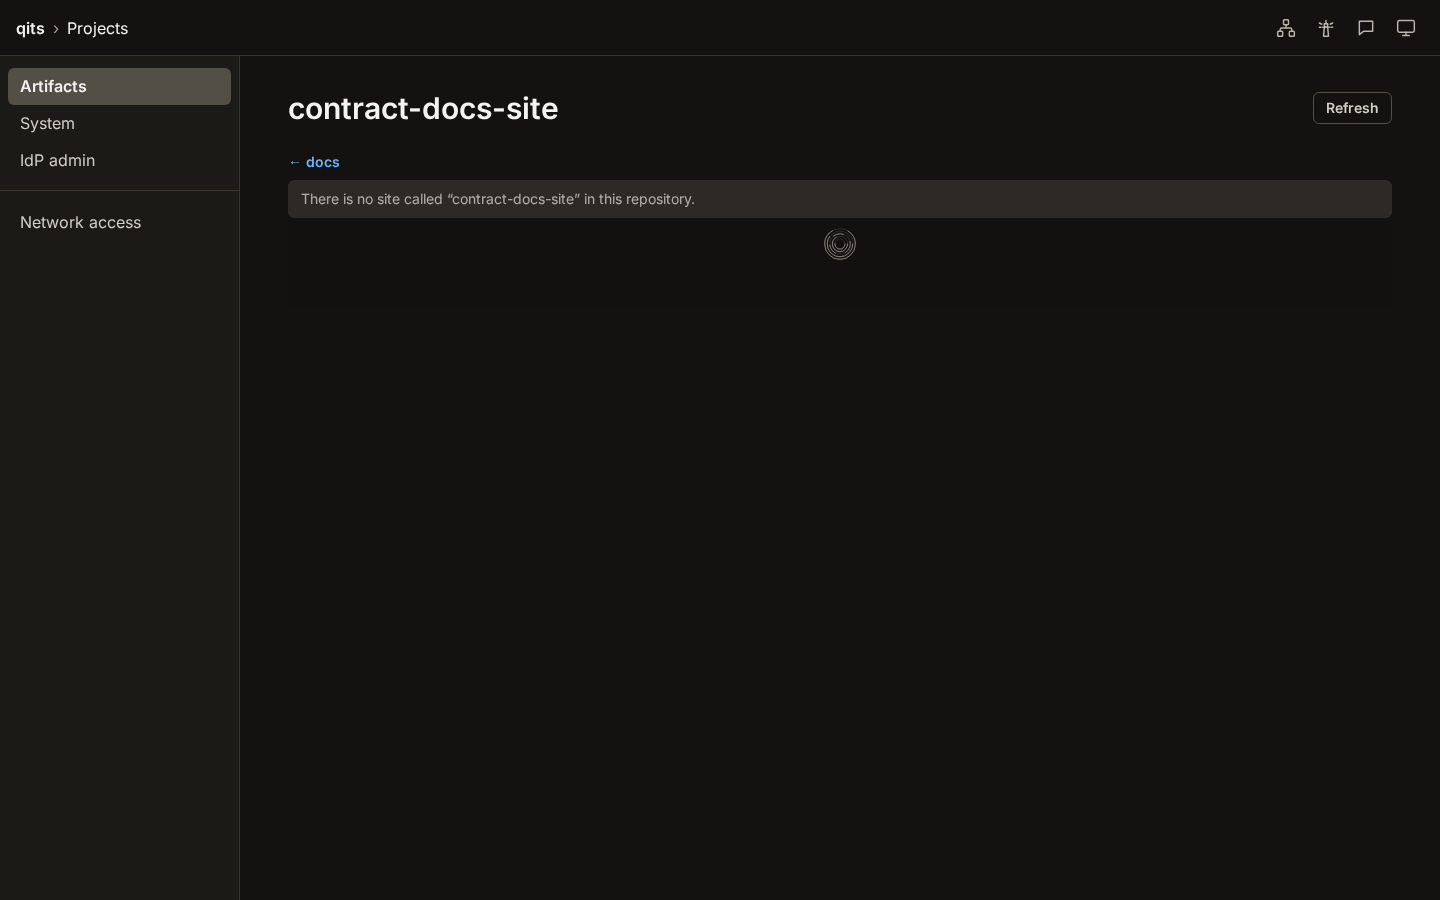 qits › Projects
Artifacts
System
IdP admin
Network access
contract-docs-site
Refresh
← docs
There is no site called “contract-docs-site” in this repository.